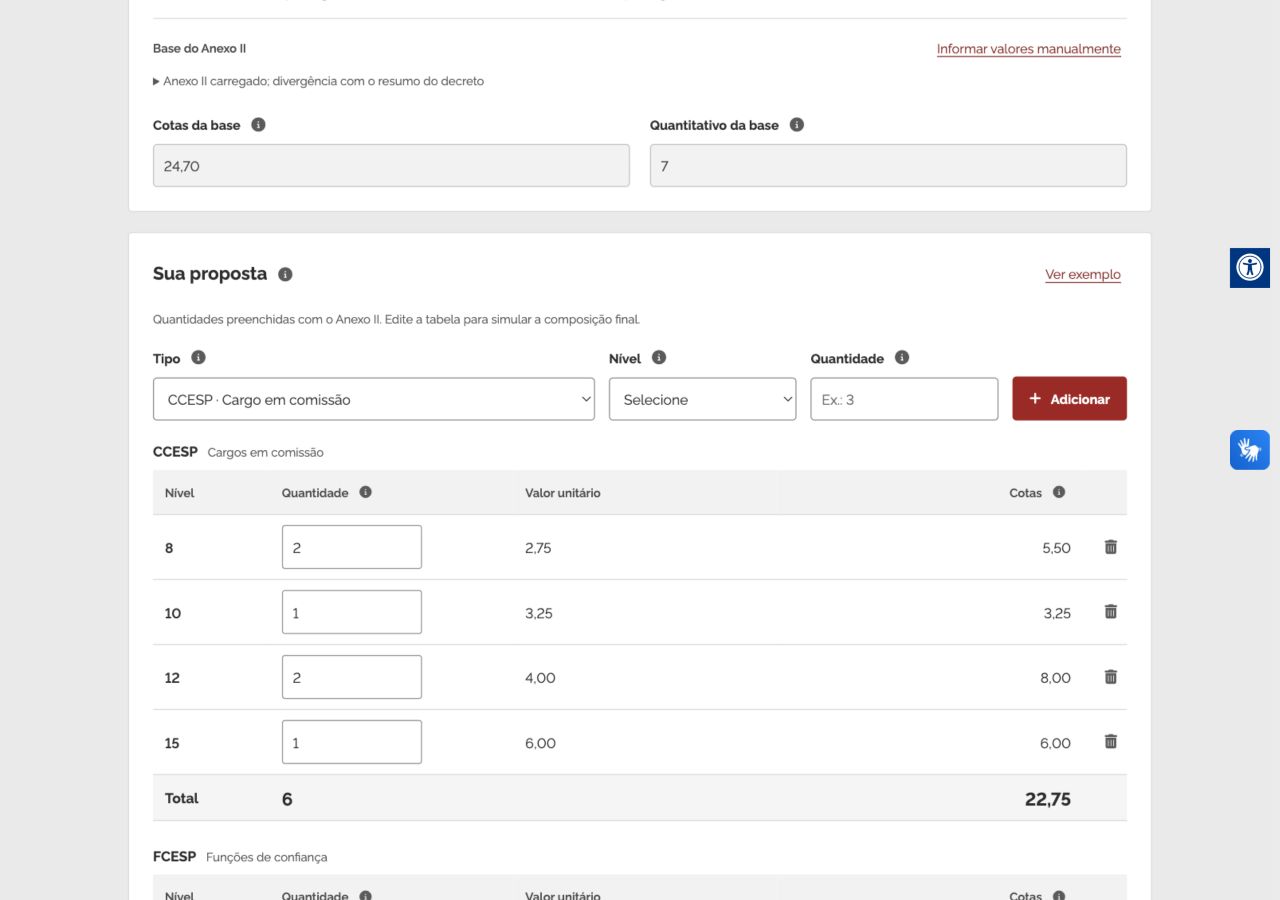 Base do Anexo II
Informar valores manualmente
Anexo II carregado; divergência com o resumo do decreto
Cotas da base
Quantitativo da base
24,70
7
Sua proposta
Ver exemplo
Quantidades preenchidas com o Anexo II. Edite a tabela para simular a composição final.
Tipo
Nível
Quantidade
CCESP · Cargo em comissão
Selecione
Ex.: 3
+ Adicionar
CCESP Cargos em comissão
Nível Quantidade Valor unitário Cotas
8 2 2,75 5,50
10 1 3,25 3,25
12 2 4,00 8,00
15 1 6,00 6,00
Total 6 22,75
FCESP Funções de confiança
Nível Quantidade Valor unitário Cotas